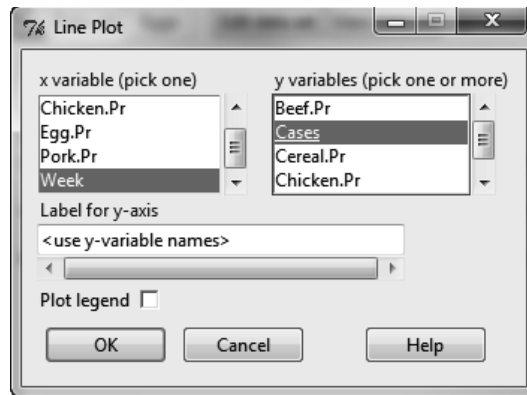 Line Plot
x variable (pick one)
y variables (pick one or more)
Chicken.Pr
Egg.Pr
Pork.Pr
Week
Beef.Pr
Cases
Cereal.Pr
Chicken.Pr
Label for y-axis
<use y-variable names>
Plot legend
OK
Cancel
Help